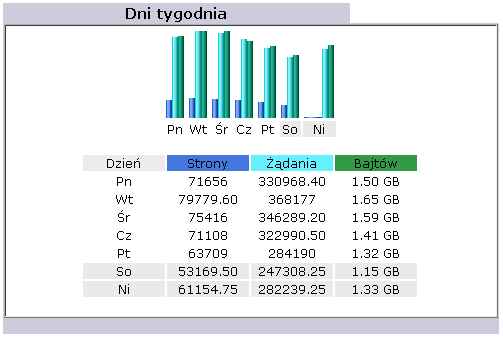 Dni tygodnia
Pn Wt Śr Cz Pt So Ni
Dzień Strony Żądania Bajtów
Pn 71656 330968.40 1.50 GB
Wt 79779.60 368177 1.65 GB
Śr 75416 346289.20 1.59 GB
Cz 71108 322990.50 1.41 GB
Pt 63709 284190 1.32 GB
So 53169.50 247308.25 1.15 GB
Ni 61154.75 282239.25 1.33 GB